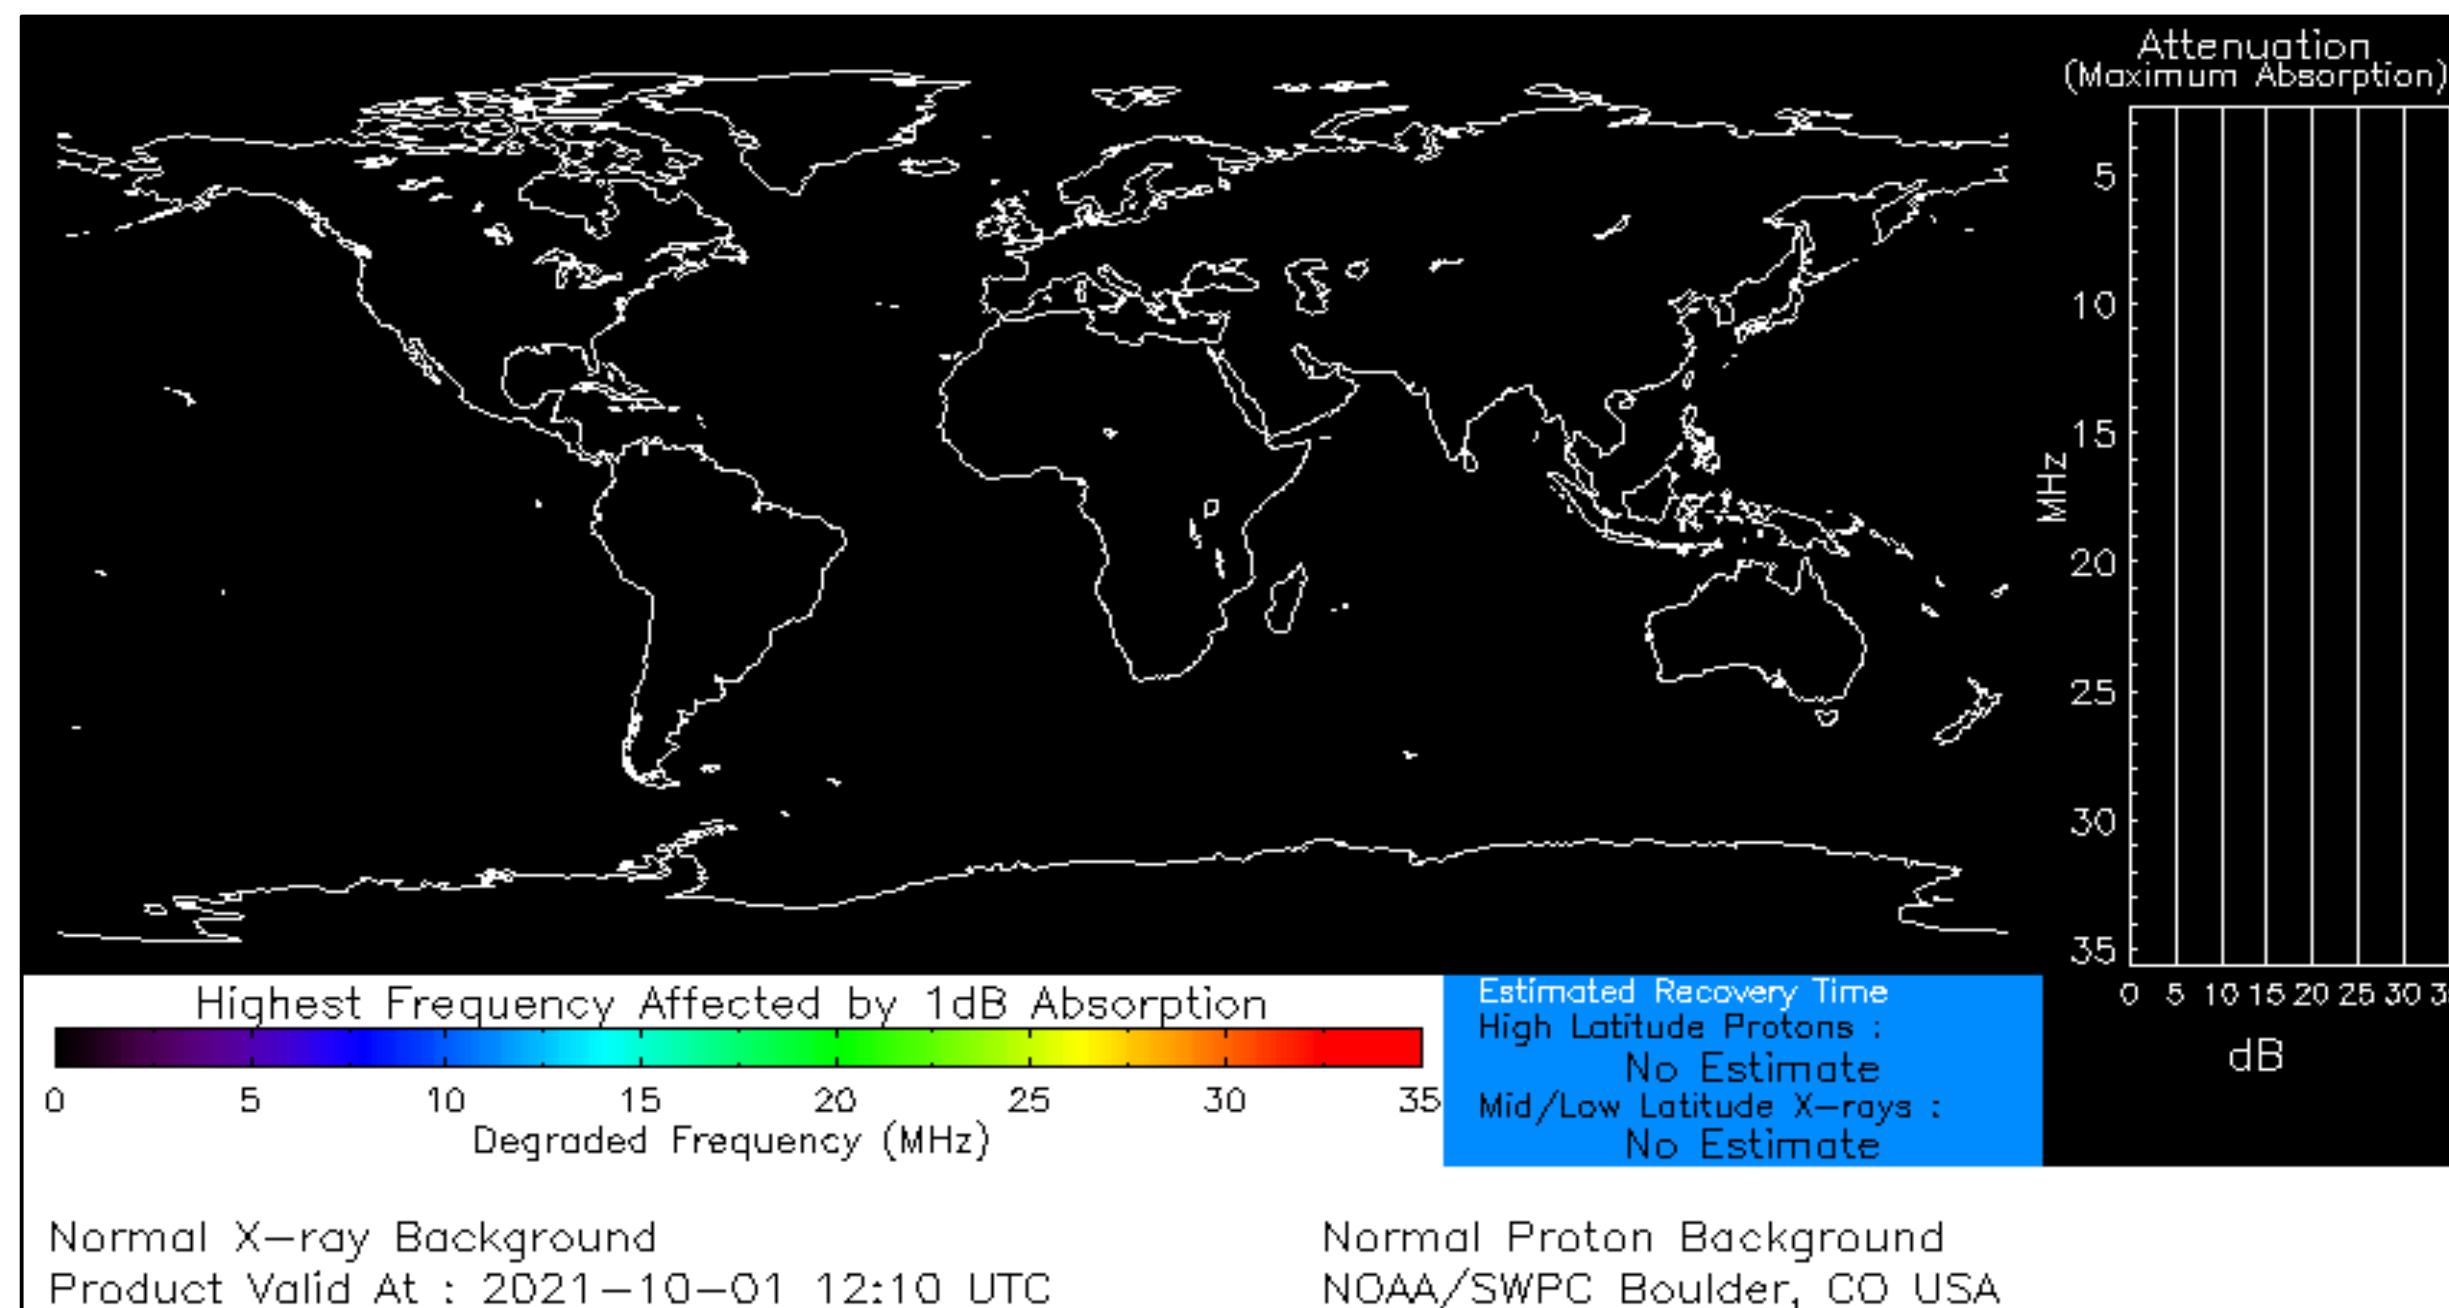 Attenuation
(Maximum Absorption)
5
10
15
20
25
30
35
MHz
0 5 10 15 20 25 30
dB
Highest Frequency Affected by 1dB Absorption
0 5 10 15 20 25 30 35
Degraded Frequency (MHz)
Estimated Recovery Time
High Latitude Protons :
No Estimate
Mid/Low Latitude X-rays :
No Estimate
Normal X-ray Background
Normal Proton Background
Product Valid At : 2021-10-01 12:10 UTC
NOAA/SWPC Boulder, CO USA